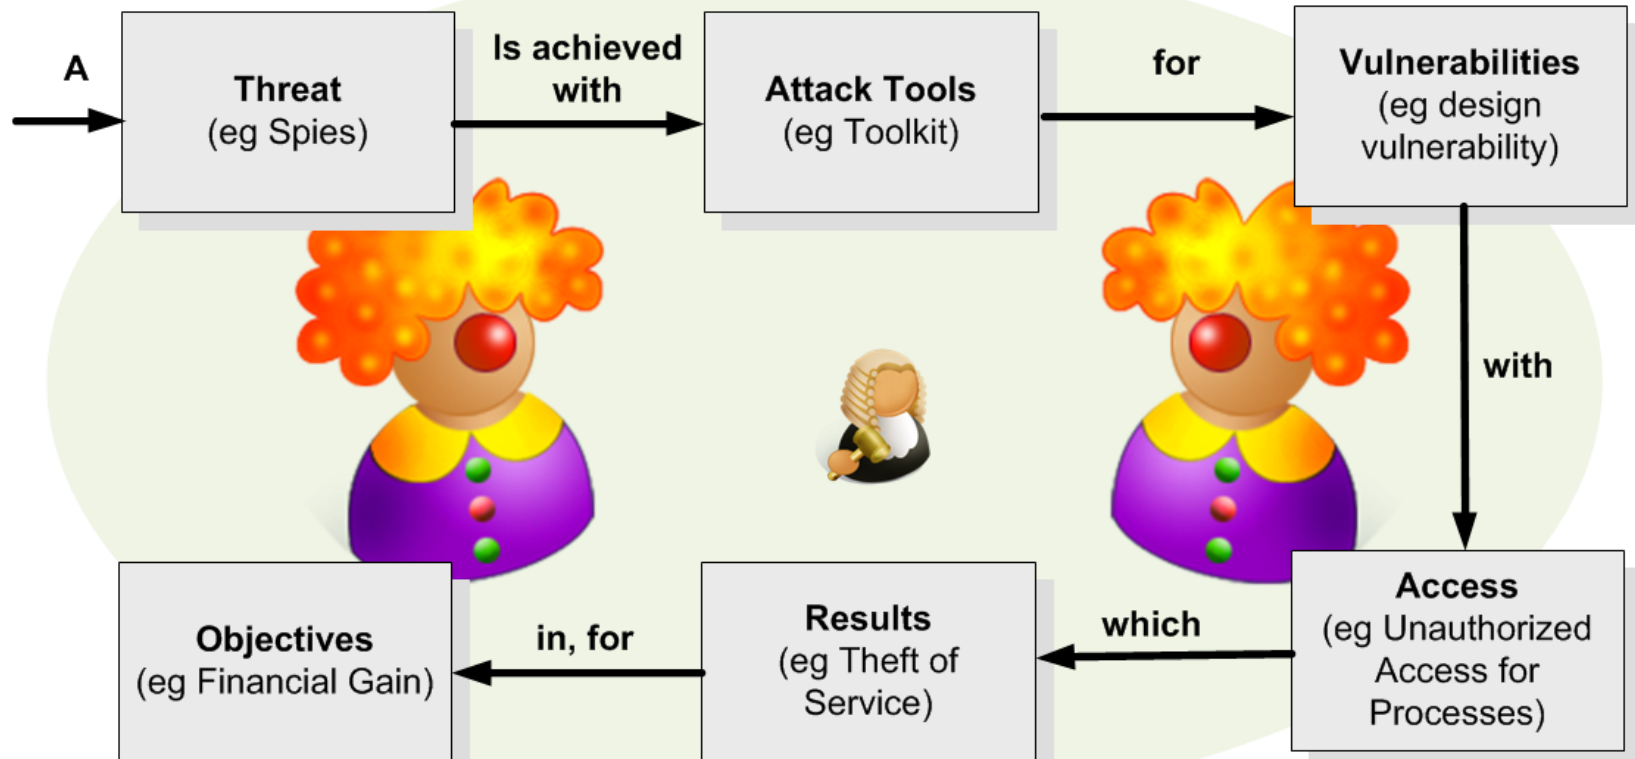 A
Threat
(eg Spies)
Is achieved
with
Attack Tools
(eg Toolkit)
for
Vulnerabilities
(eg design
vulnerability)
with
Access
(eg Unauthorized
Access for
Processes)
which
Results
(eg Theft of
Service)
in, for
Objectives
(eg Financial Gain)